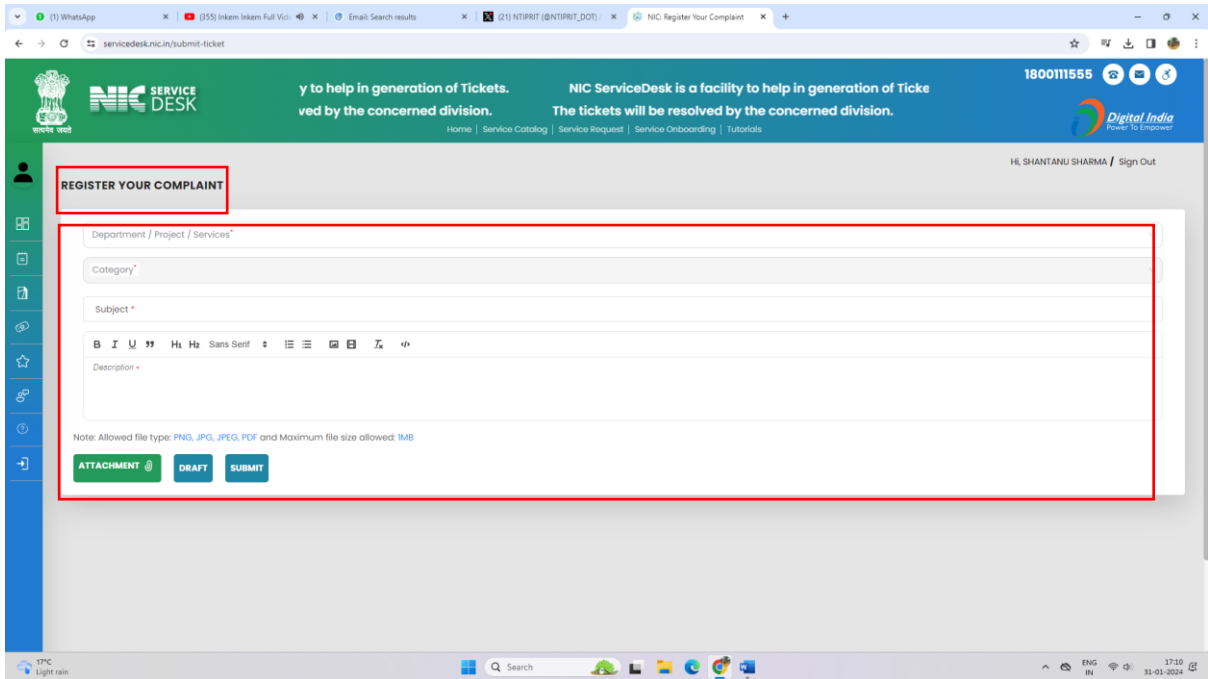 (1) WhatsApp
(355) Inkem Inkem Full Vid
Email: Search results
(21) NTIPRIT (@NTIPRIT_DOT) /
NIC: Register Your Complaint
servicedesk.nic.in/submit-ticket
सत्यमेव जयते
NIC SERVICE DESK
y to help in generation of Tickets. NIC ServiceDesk is a facility to help in generation of Ticke
ved by the concerned division. The tickets will be resolved by the concerned division.
Home | Service Catalog | Service Request | Service Onboarding | Tutorials
1800111555
Digital India
Power To Empower
Hi, SHANTANU SHARMA / Sign Out
REGISTER YOUR COMPLAINT
Department / Project / Services*
Category*
Subject *
B I U H1 H2 Sans Serif
Description *
Note: Allowed file type: PNG, JPG, JPEG, PDF and Maximum file size allowed: 1MB
ATTACHMENT DRAFT SUBMIT
17°C
Light rain
Search
ENG
IN
17:10
31-01-2024